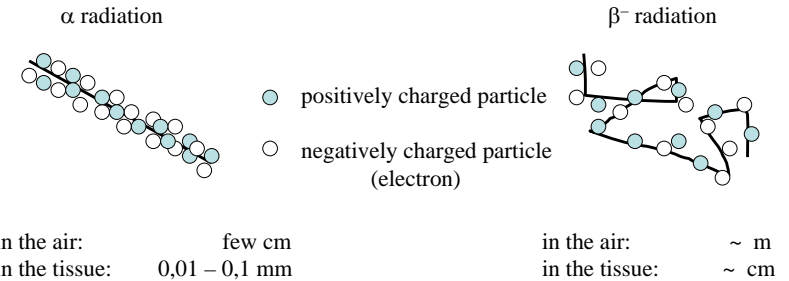 α radiation
β⁻ radiation
positively charged particle
negatively charged particle
(electron)
n the air: few cm
n the tissue: 0,01 – 0,1 mm
in the air: ~ m
in the tissue: ~ cm